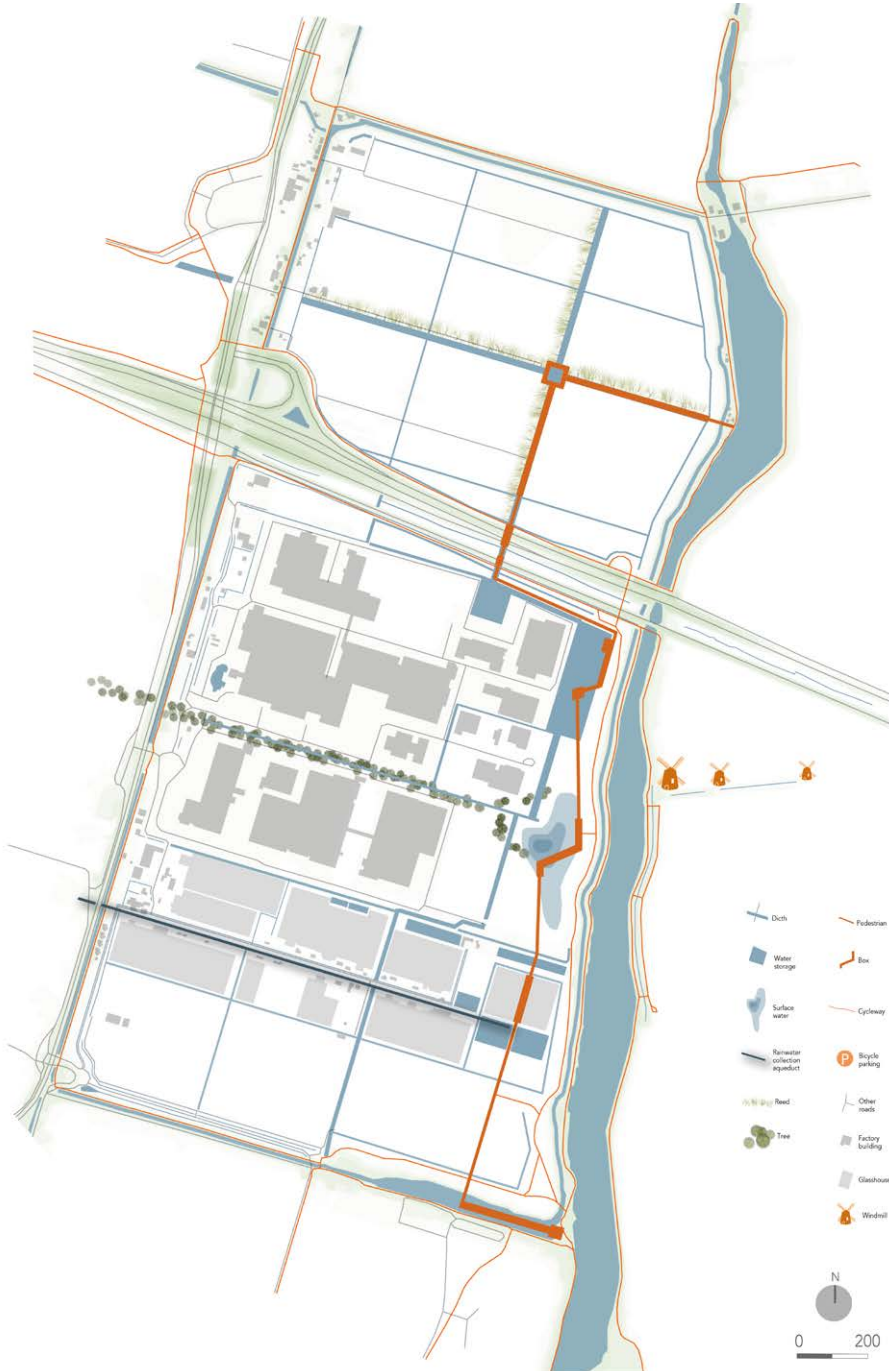 Dicth
Pedestrian
Water
storage
Box
Surface
water
Cycleway
Rainwater
collection
aqueduct
P
Bicycle
parking
Reed
Other
roads
Tree
Factory
building
Glasshouse
Windmill
N
0 200